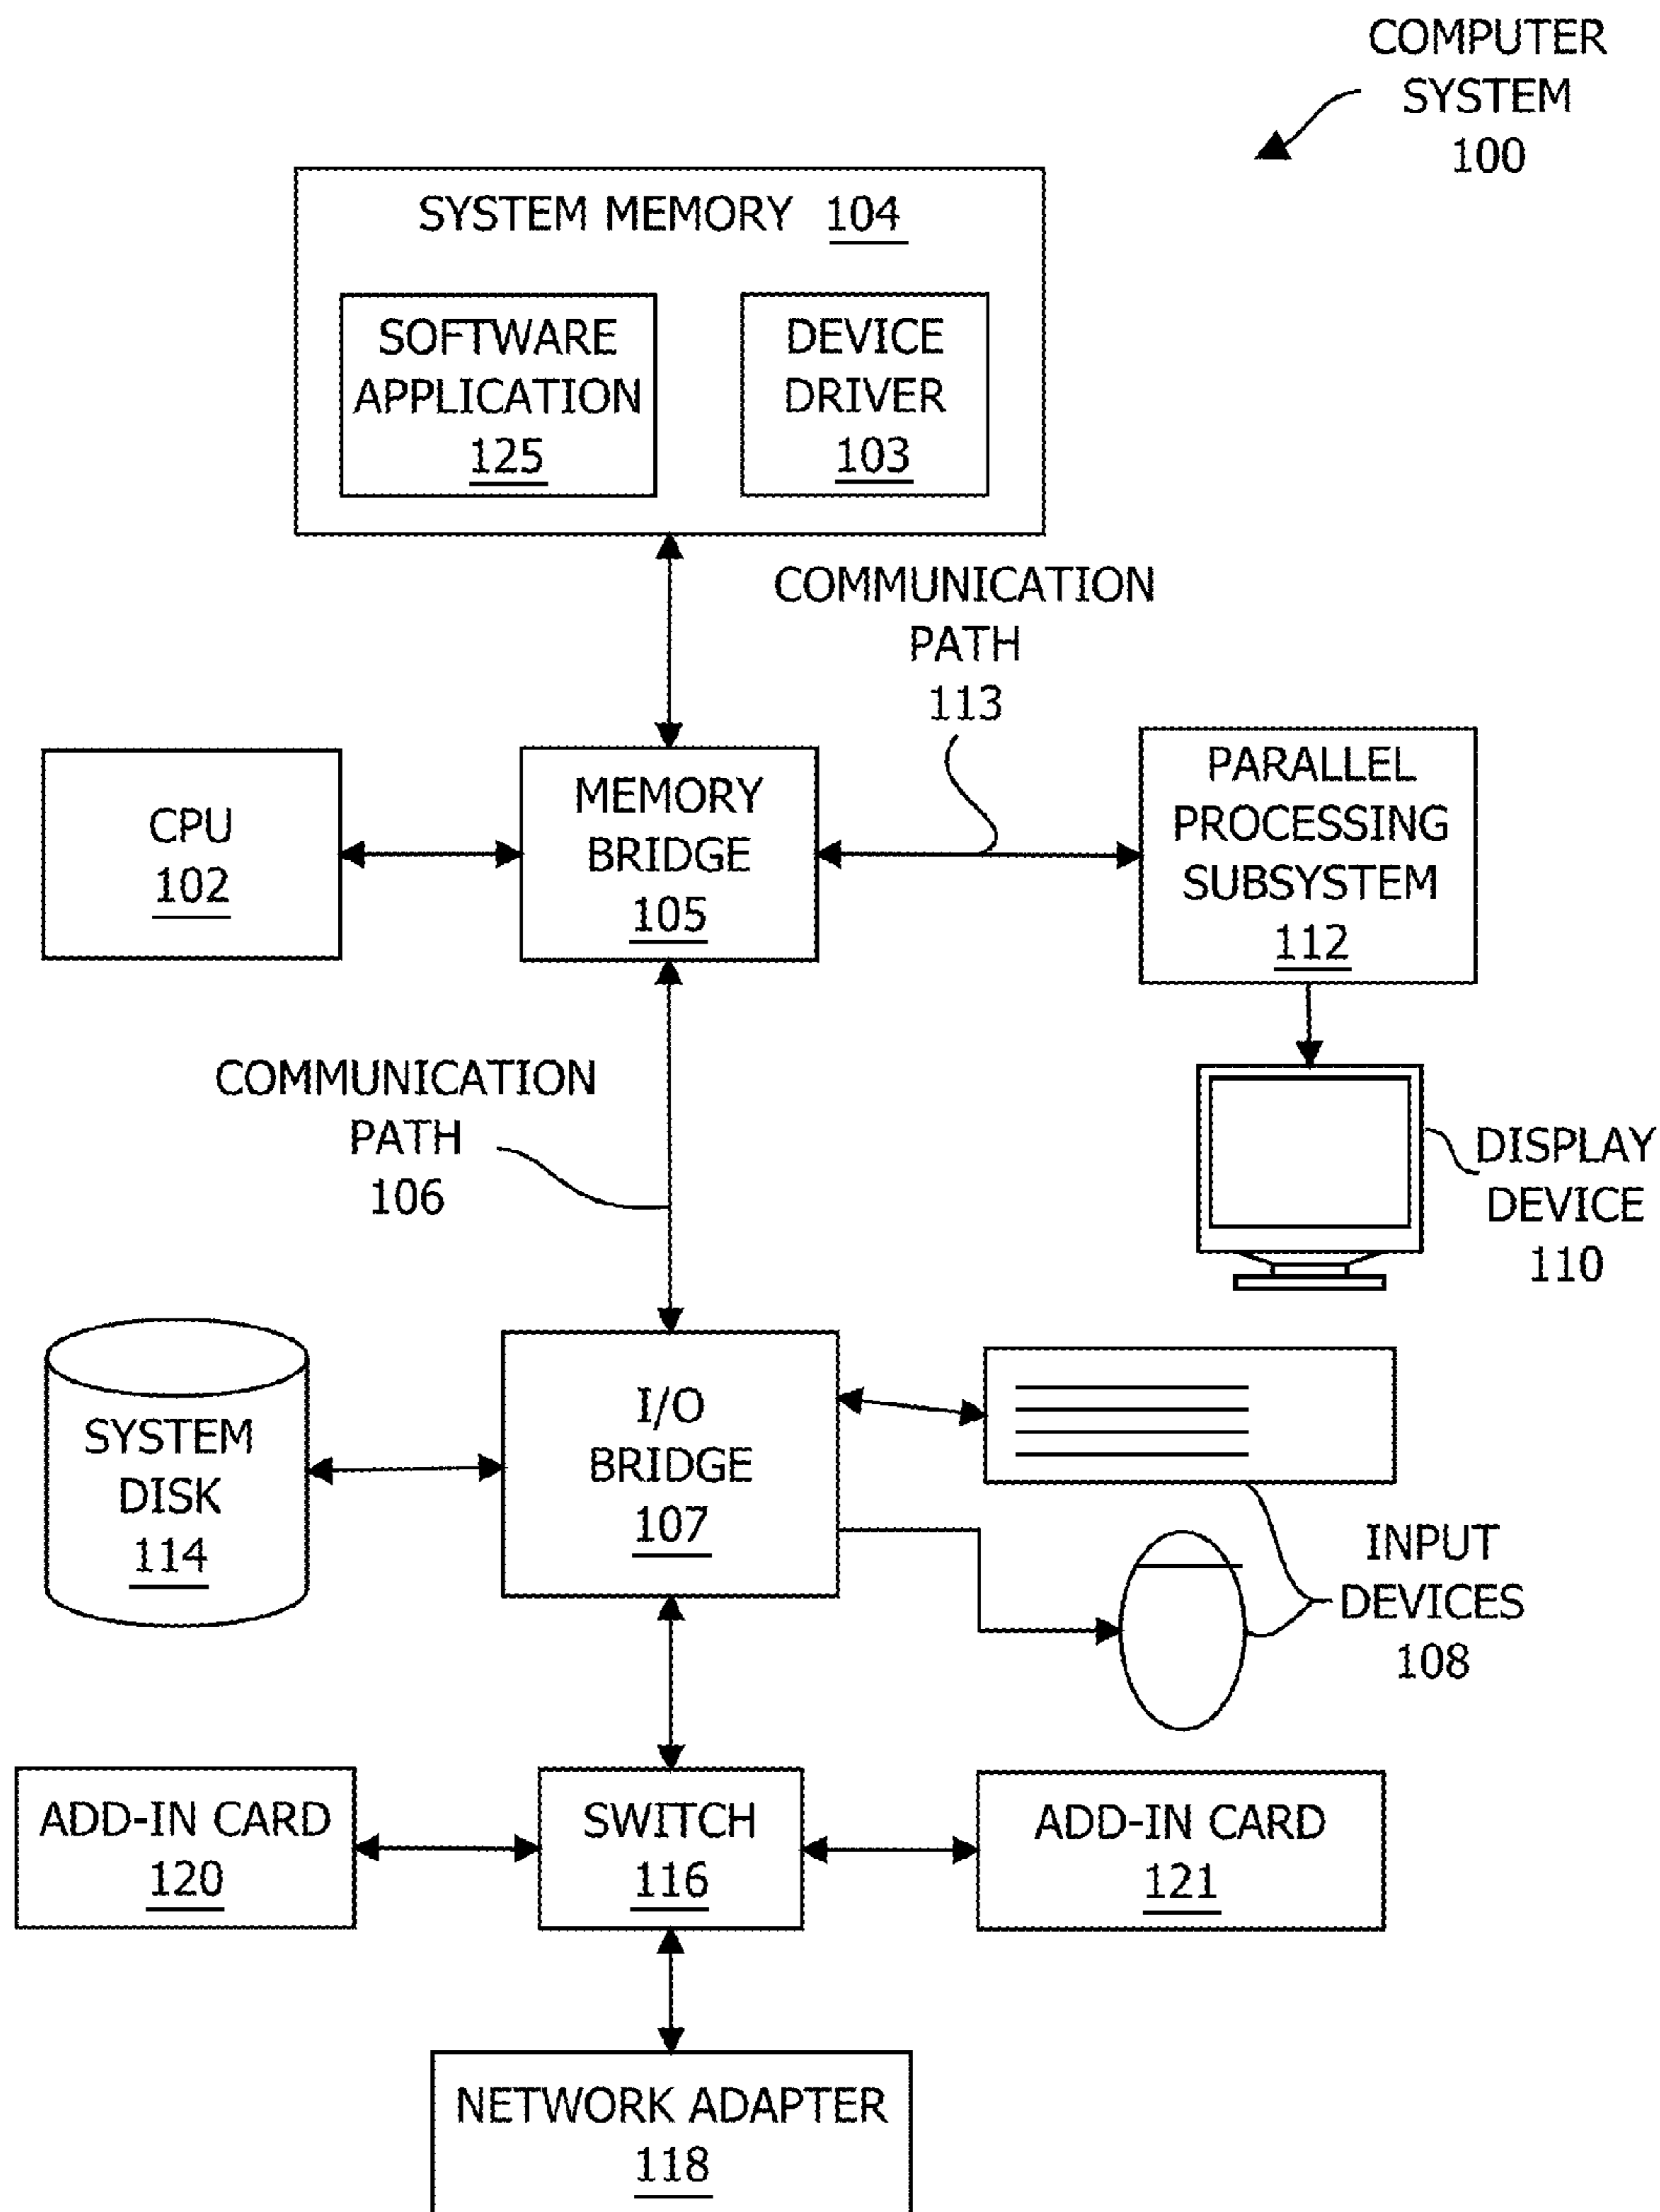 COMPUTER
SYSTEM
100
SYSTEM MEMORY 104
SOFTWARE
APPLICATION
125
DEVICE
DRIVER
103
COMMUNICATION
PATH
113
CPU
102
MEMORY
BRIDGE
105
PARALLEL
PROCESSING
SUBSYSTEM
112
COMMUNICATION
PATH
106
DISPLAY
DEVICE
110
SYSTEM
DISK
114
I/O
BRIDGE
107
INPUT
DEVICES
108
ADD-IN CARD
120
SWITCH
116
ADD-IN CARD
121
NETWORK ADAPTER
118